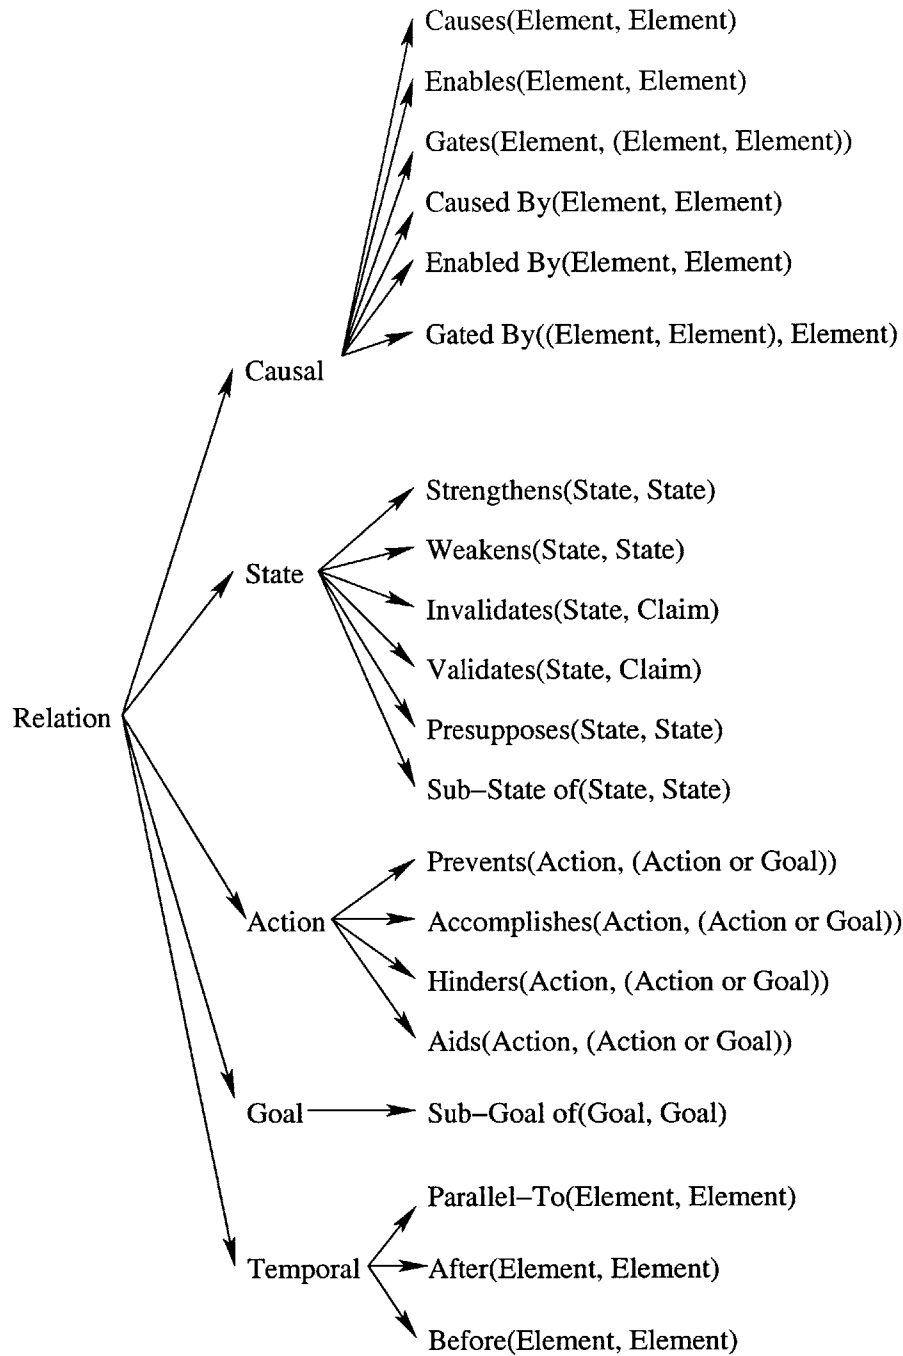 Causes(Element, Element)
Enables(Element, Element)
Gates(Element, (Element, Element))
Caused By(Element, Element)
Enabled By(Element, Element)
Gated By((Element, Element), Element)
Causal
Strengthens(State, State)
Weakens(State, State)
State
Invalidates(State, Claim)
Validates(State, Claim)
Relation
Presupposes(State, State)
Sub−State of(State, State)
Prevents(Action, (Action or Goal))
Action
Accomplishes(Action, (Action or Goal))
Hinders(Action, (Action or Goal))
Aids(Action, (Action or Goal))
Goal
Sub−Goal of(Goal, Goal)
Parallel−To(Element, Element)
Temporal
After(Element, Element)
Before(Element, Element)